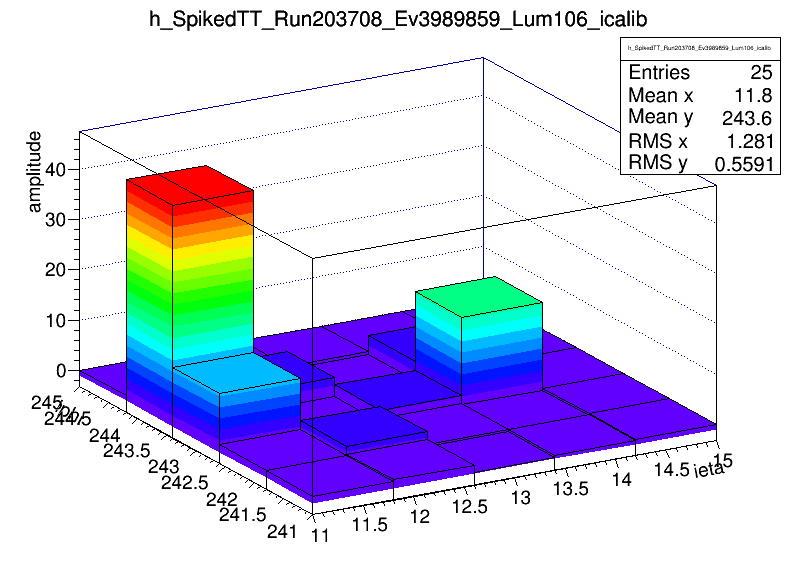 h_SpikedTT_Run203708_Ev3989859_Lum106_icalib
h_SpikedTT_Run203708_Ev3989859_Lum106_icalib
Entries 25
Mean x 11.8
Mean y 243.6
RMS x 1.281
RMS y 0.5591
amplitude
40
30
20
10
0
245
244.5
244
243.5
243
242.5
242
241.5
241
11
11.5
12
12.5
13
13.5
14
14.5
15
ieta